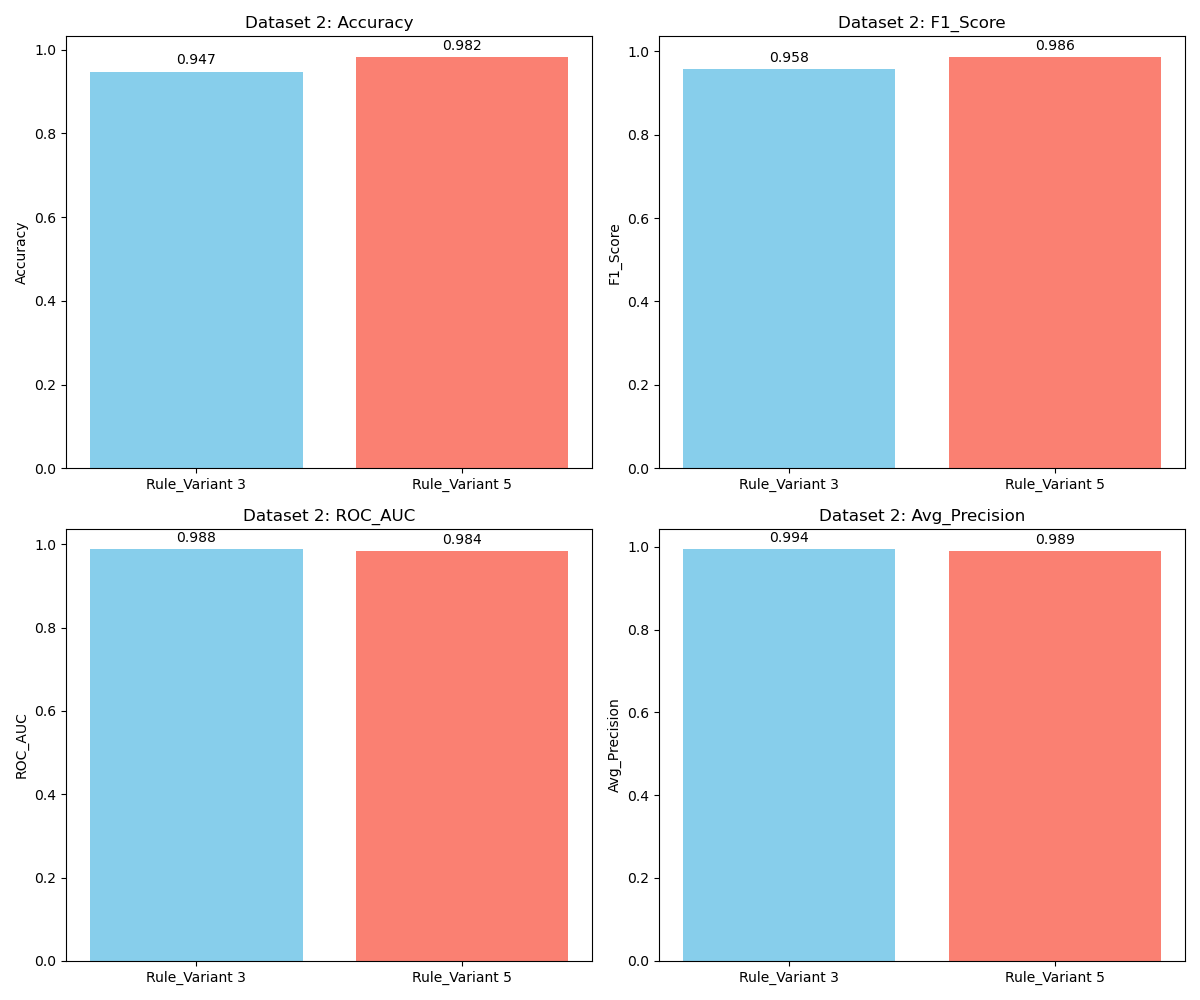 Dataset 2: Accuracy
Accuracy
1.0
0.8
0.6
0.4
0.2
0.0
0.947
0.982
Rule_Variant 3
Rule_Variant 5
Dataset 2: F1_Score
F1_Score
1.0
0.8
0.6
0.4
0.2
0.0
0.958
0.986
Rule_Variant 3
Rule_Variant 5
Dataset 2: ROC_AUC
ROC_AUC
1.0
0.8
0.6
0.4
0.2
0.0
0.988
0.984
Rule_Variant 3
Rule_Variant 5
Dataset 2: Avg_Precision
Avg_Precision
1.0
0.8
0.6
0.4
0.2
0.0
0.994
0.989
Rule_Variant 3
Rule_Variant 5